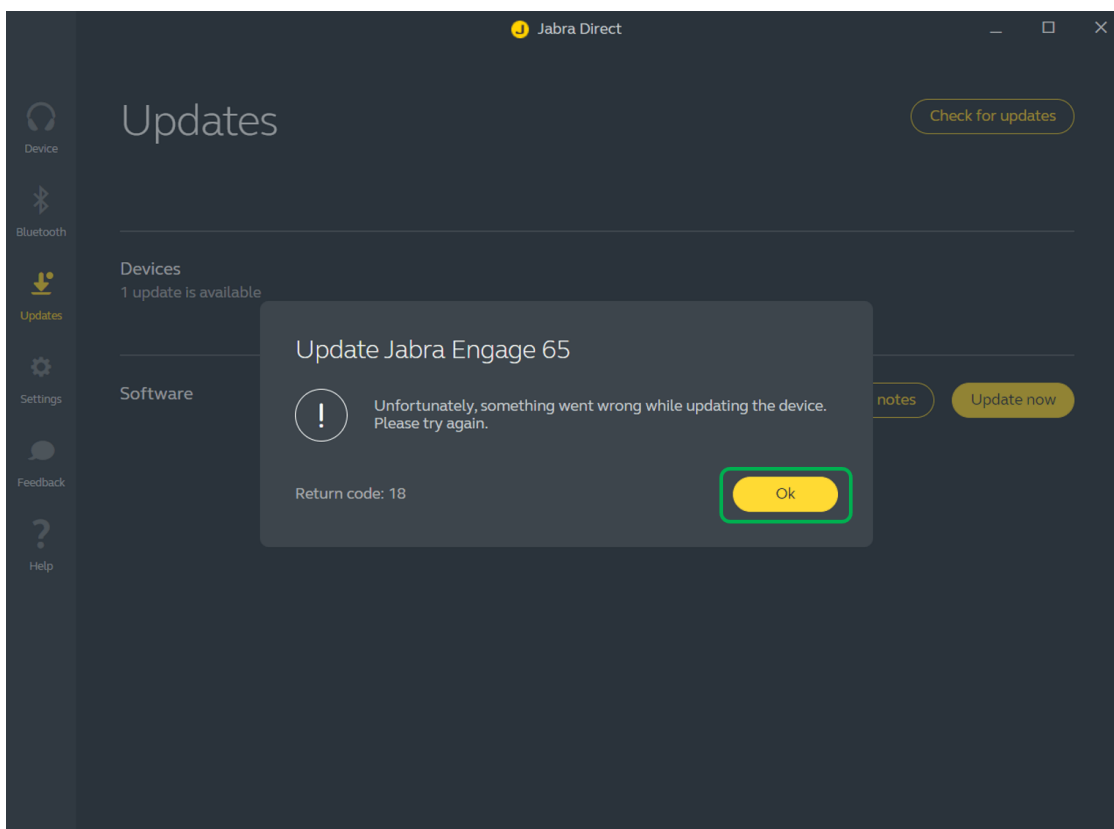 Jabra Direct
Updates
Check for updates
Device
Bluetooth
Devices
1 update is available
Updates
Update Jabra Engage 65
Unfortunately, something went wrong while updating the device.
Please try again.
Software
notes
Update now
Settings
Feedback
Return code: 18
Ok
Help